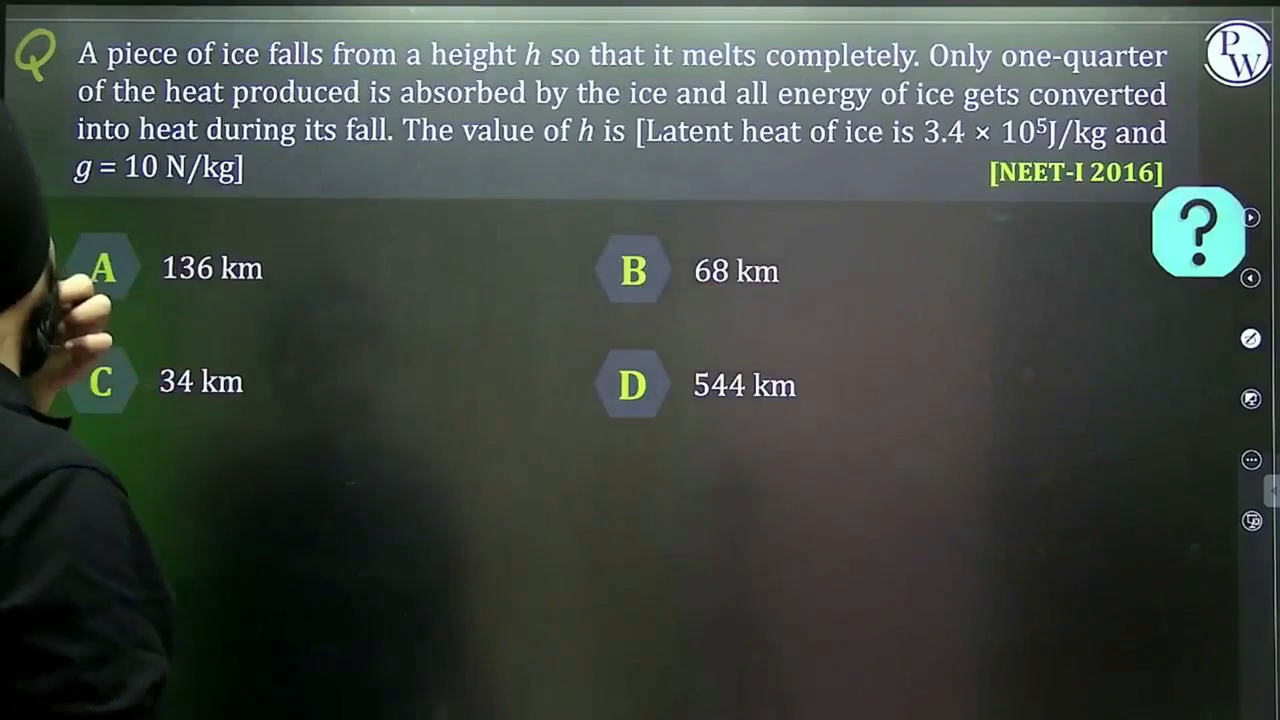 Q
A piece of ice falls from a height h so that it melts completely. Only one-quarter
of the heat produced is absorbed by the ice and all energy of ice gets converted
into heat during its fall. The value of h is [Latent heat of ice is 3.4 × 10⁵J/kg and
g = 10 N/kg] [NEET-I 2016]
PW
?
A 136 km B 68 km
C 34 km D 544 km